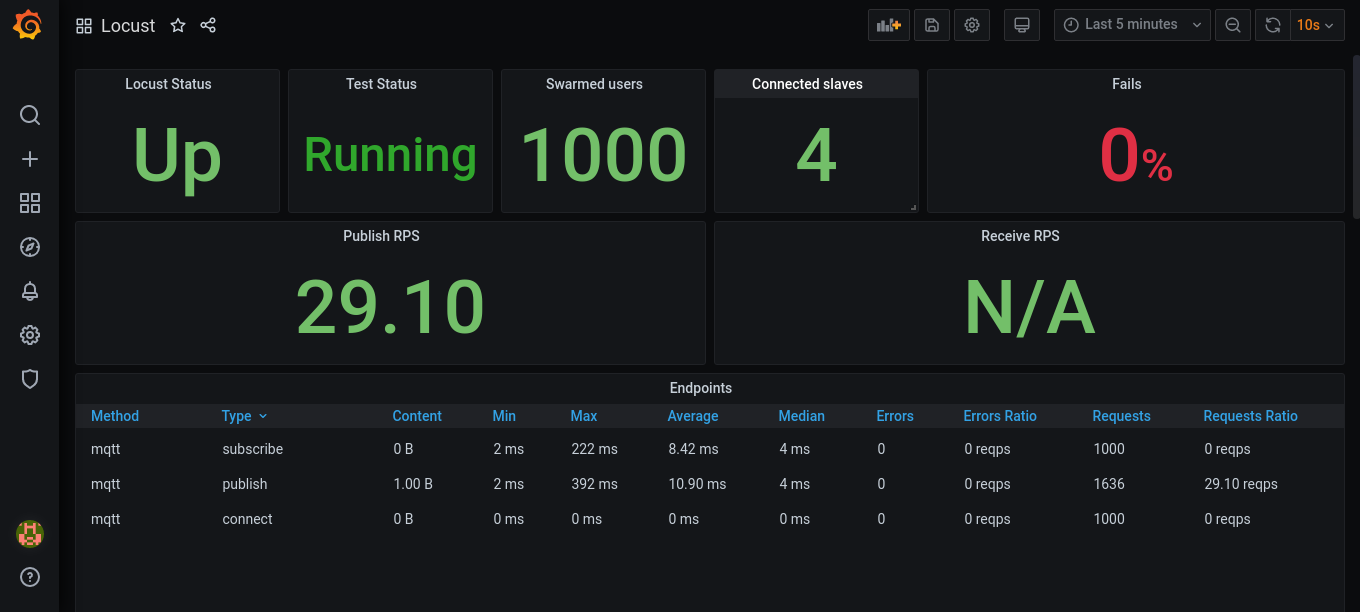 Locust
Last 5 minutes 10s
Locust Status Test Status Swarmed users Connected slaves Fails
Up Running 1000 4 0%
Publish RPS Receive RPS
29.10 N/A
Endpoints
Method Type Content Min Max Average Median Errors Errors Ratio Requests Requests Ratio
mqtt subscribe 0 B 2 ms 222 ms 8.42 ms 4 ms 0 0 reqps 1000 0 reqps
mqtt publish 1.00 B 2 ms 392 ms 10.90 ms 4 ms 0 0 reqps 1636 29.10 reqps
mqtt connect 0 B 0 ms 0 ms 0 ms 0 ms 0 0 reqps 1000 0 reqps